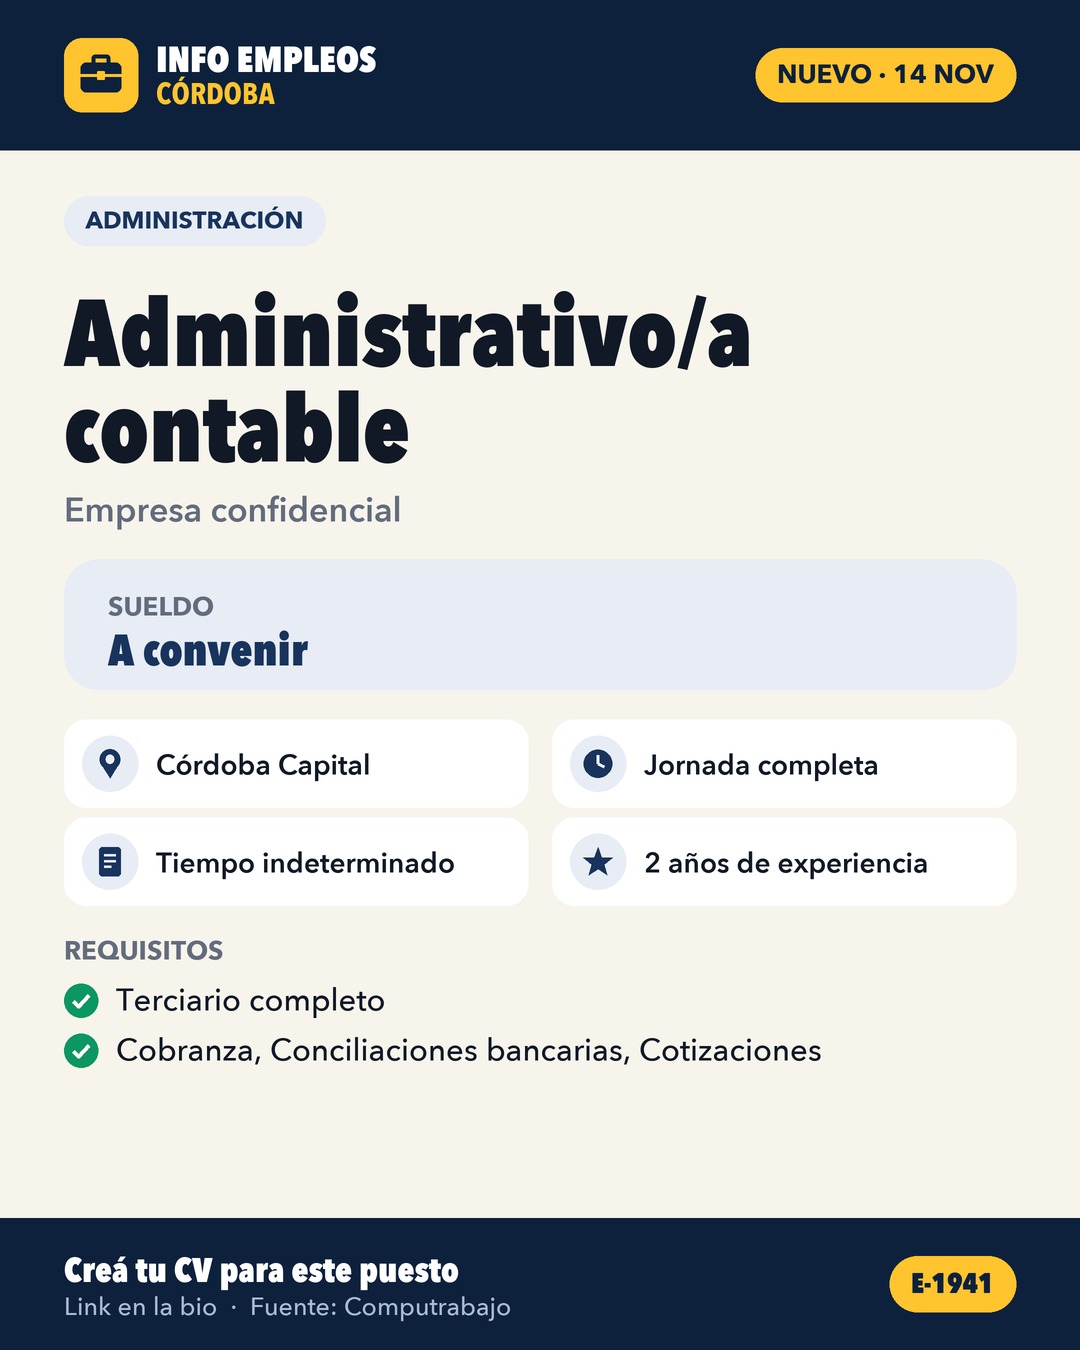 INFO EMPLEOS
CÓRDOBA
NUEVO · 14 NOV
ADMINISTRACIÓN
Administrativo/a
contable
Empresa confidencial
SUELDO
A convenir
Córdoba Capital
Jornada completa
Tiempo indeterminado
2 años de experiencia
REQUISITOS
Terciario completo
Cobranza, Conciliaciones bancarias, Cotizaciones
Creá tu CV para este puesto
Link en la bio · Fuente: Computrabajo
E-1941